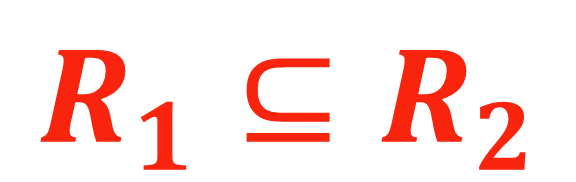 R₁ ⊆ R₂